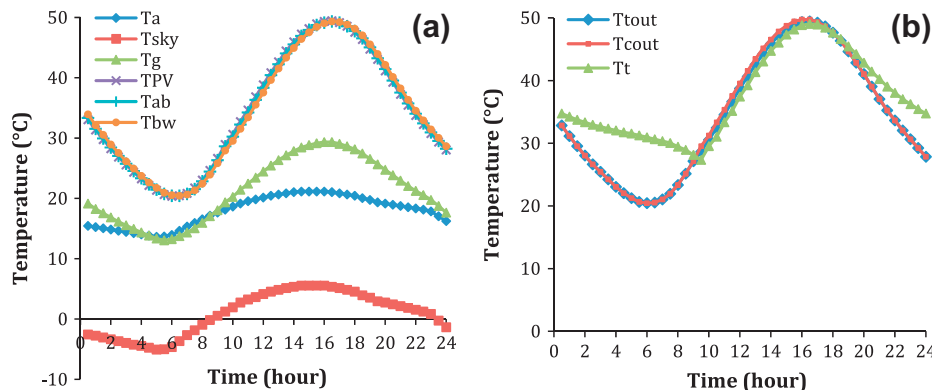 (a)
Temperature (°C)
50
40
30
20
10
0
-10
Ta
Tsky
Tg
TPV
Tab
Tbw
0 2 4 6 8 10 12 14 16 18 20 22 24
Time (hour)
(b)
Temperature (°C)
50
40
30
20
10
0
Ttout
Tcout
Tt
0 2 4 6 8 10 12 14 16 18 20 22 24
Time (hour)